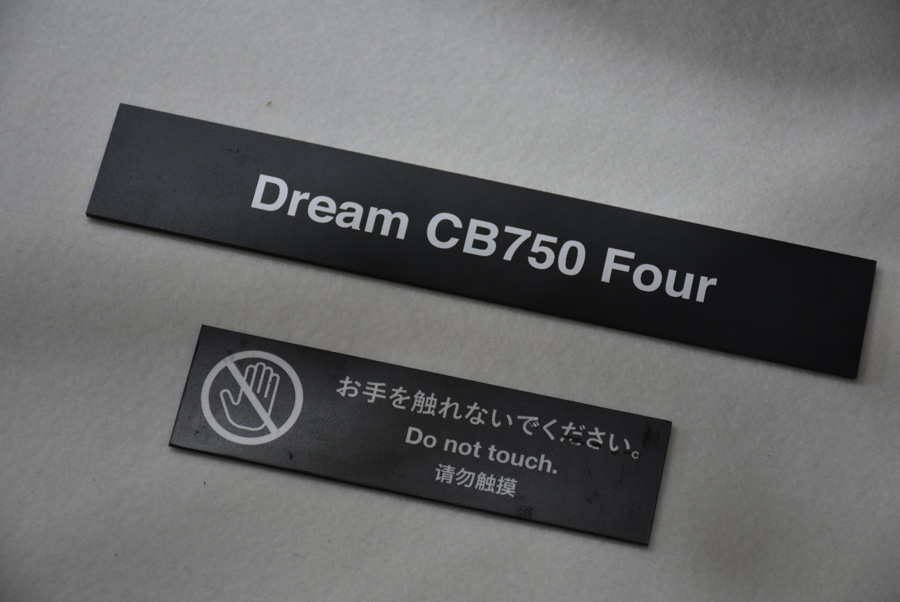 Dream CB750 Four
お手を触れないでください。
Do not touch.
请勿触摸